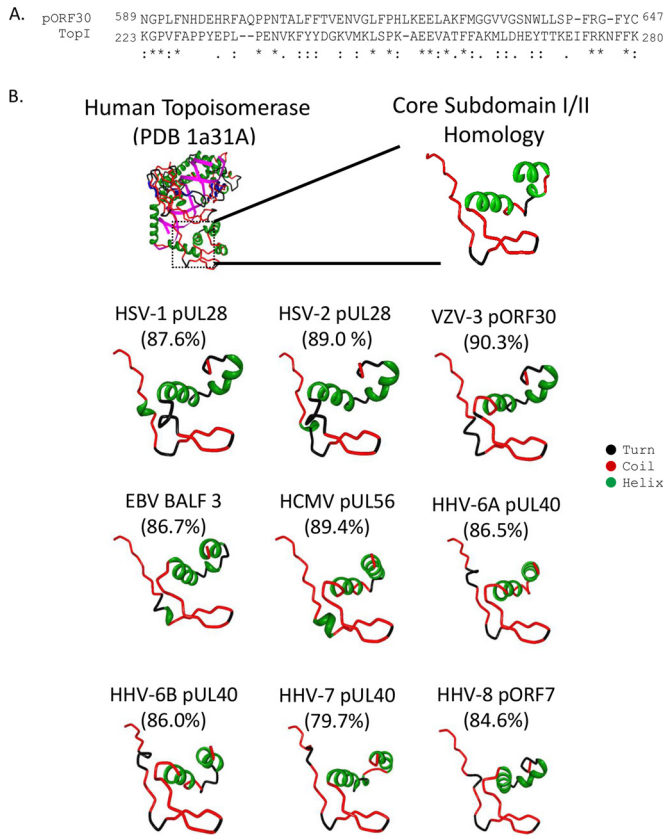 A.
pORF30 589 NGPLFNHDEHRFAQPPNTALFFTVENVGLFPHLKEELAKFMGGVVGSNWLLSP-FRG-FYC 647
TopI 223 KGPVFAPPYEPL--PENVKFYYDGKVMKLSPK-AEEVATFFAKMLDHEYTTKEIFRKNFFK 280
B.
Human Topoisomerase
(PDB 1a31A)
Core Subdomain I/II
Homology
HSV-1 pUL28
(87.6%)
HSV-2 pUL28
(89.0 %)
VZV-3 pORF30
(90.3%)
Turn
Coil
Helix
EBV BALF 3
(86.7%)
HCMV pUL56
(89.4%)
HHV-6A pUL40
(86.5%)
HHV-6B pUL40
(86.0%)
HHV-7 pUL40
(79.7%)
HHV-8 pORF7
(84.6%)